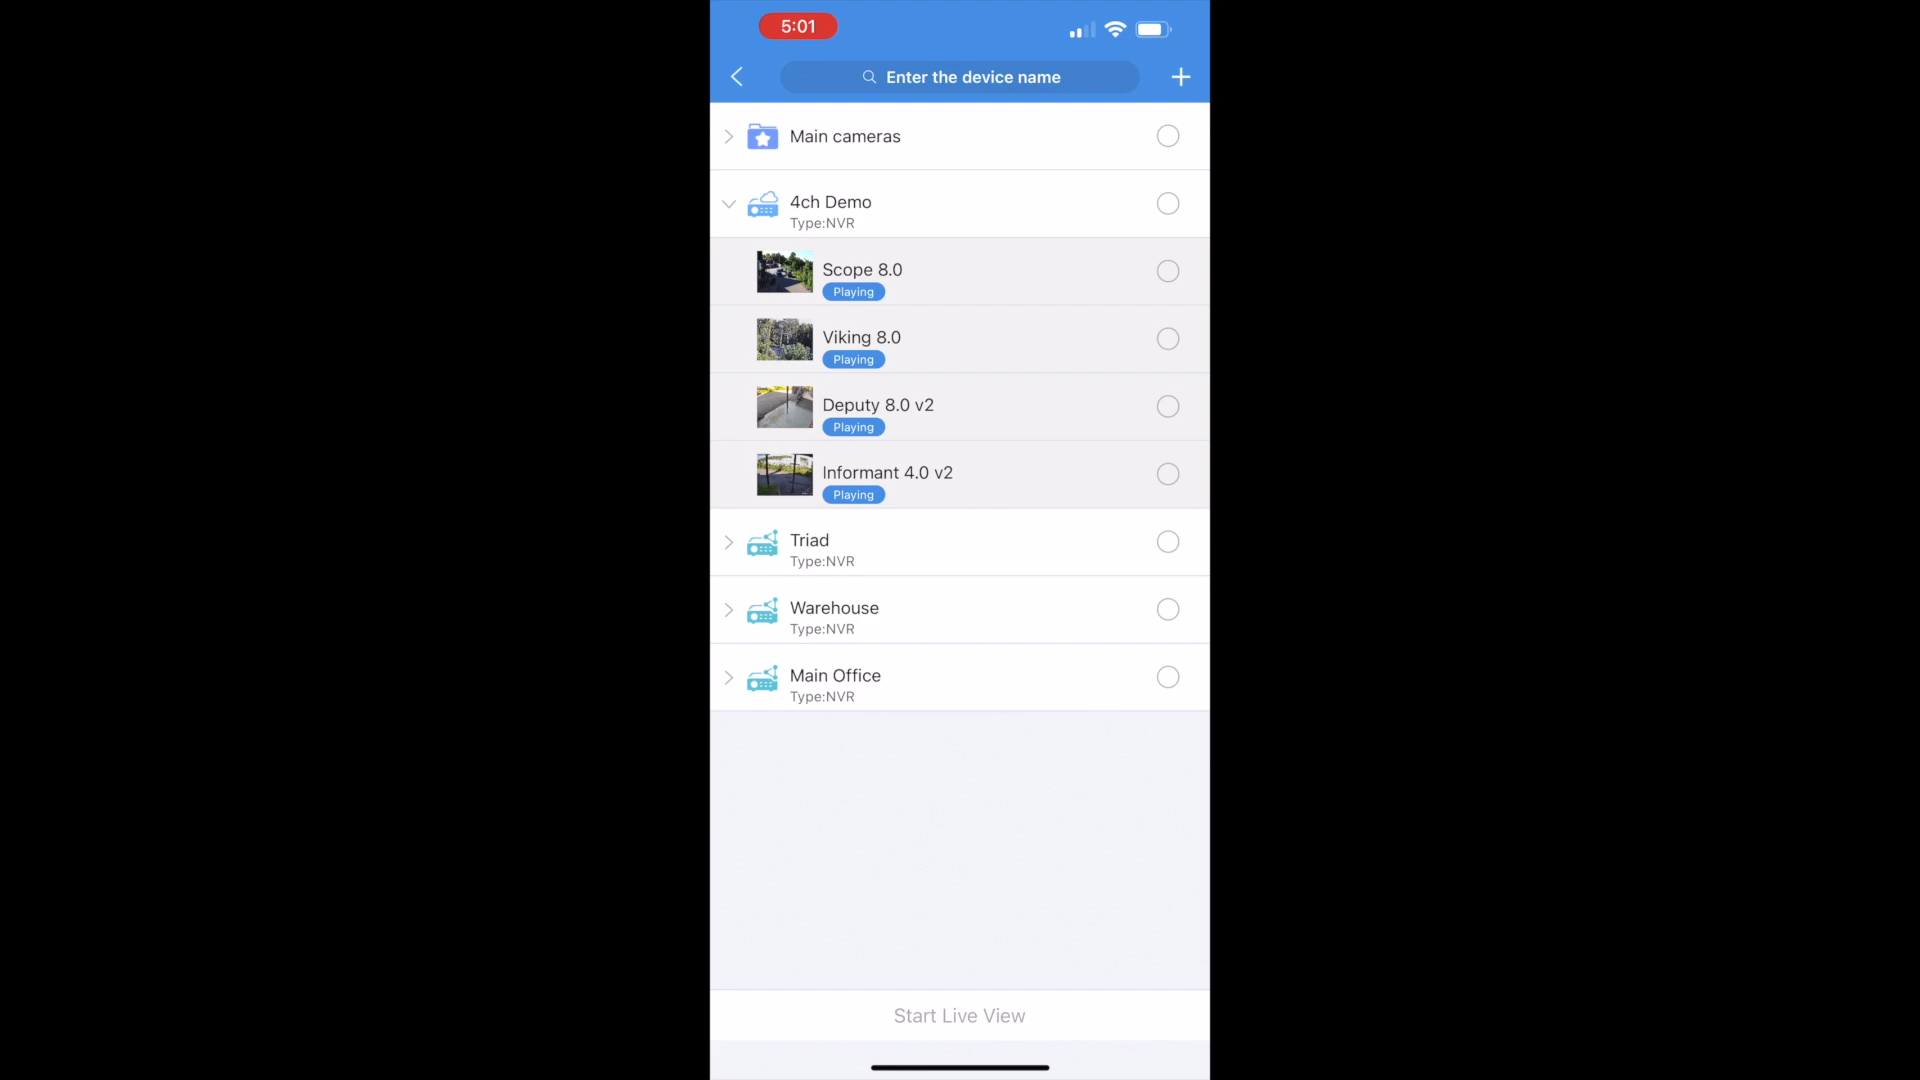 5:01
Enter the device name
Main cameras
4ch Demo
Type:NVR
Scope 8.0
Playing
Viking 8.0
Playing
Deputy 8.0 v2
Playing
Informant 4.0 v2
Playing
Triad
Type:NVR
Warehouse
Type:NVR
Main Office
Type:NVR
Start Live View